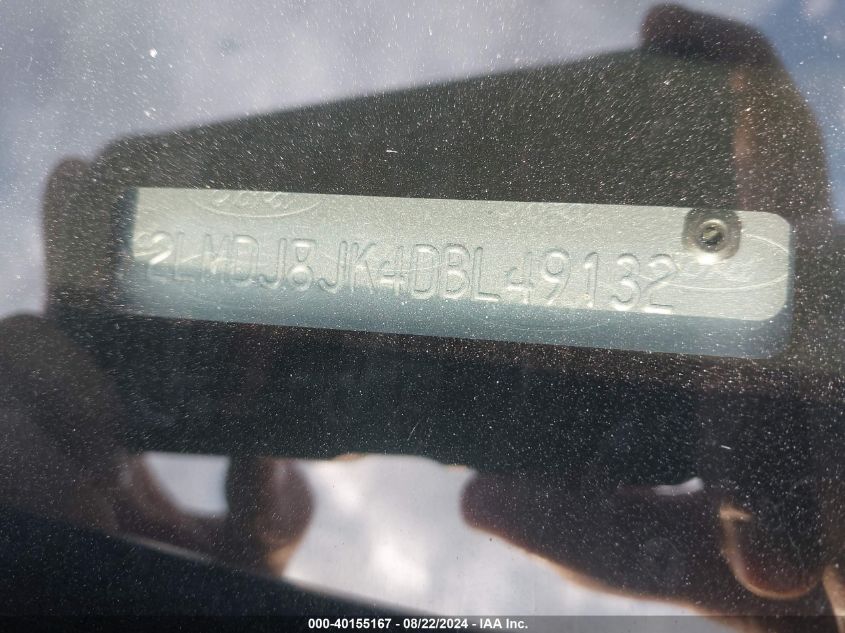 2LMDJ8JK4DBL49132
000-40155167 - 08/22/2024 - IAA Inc.